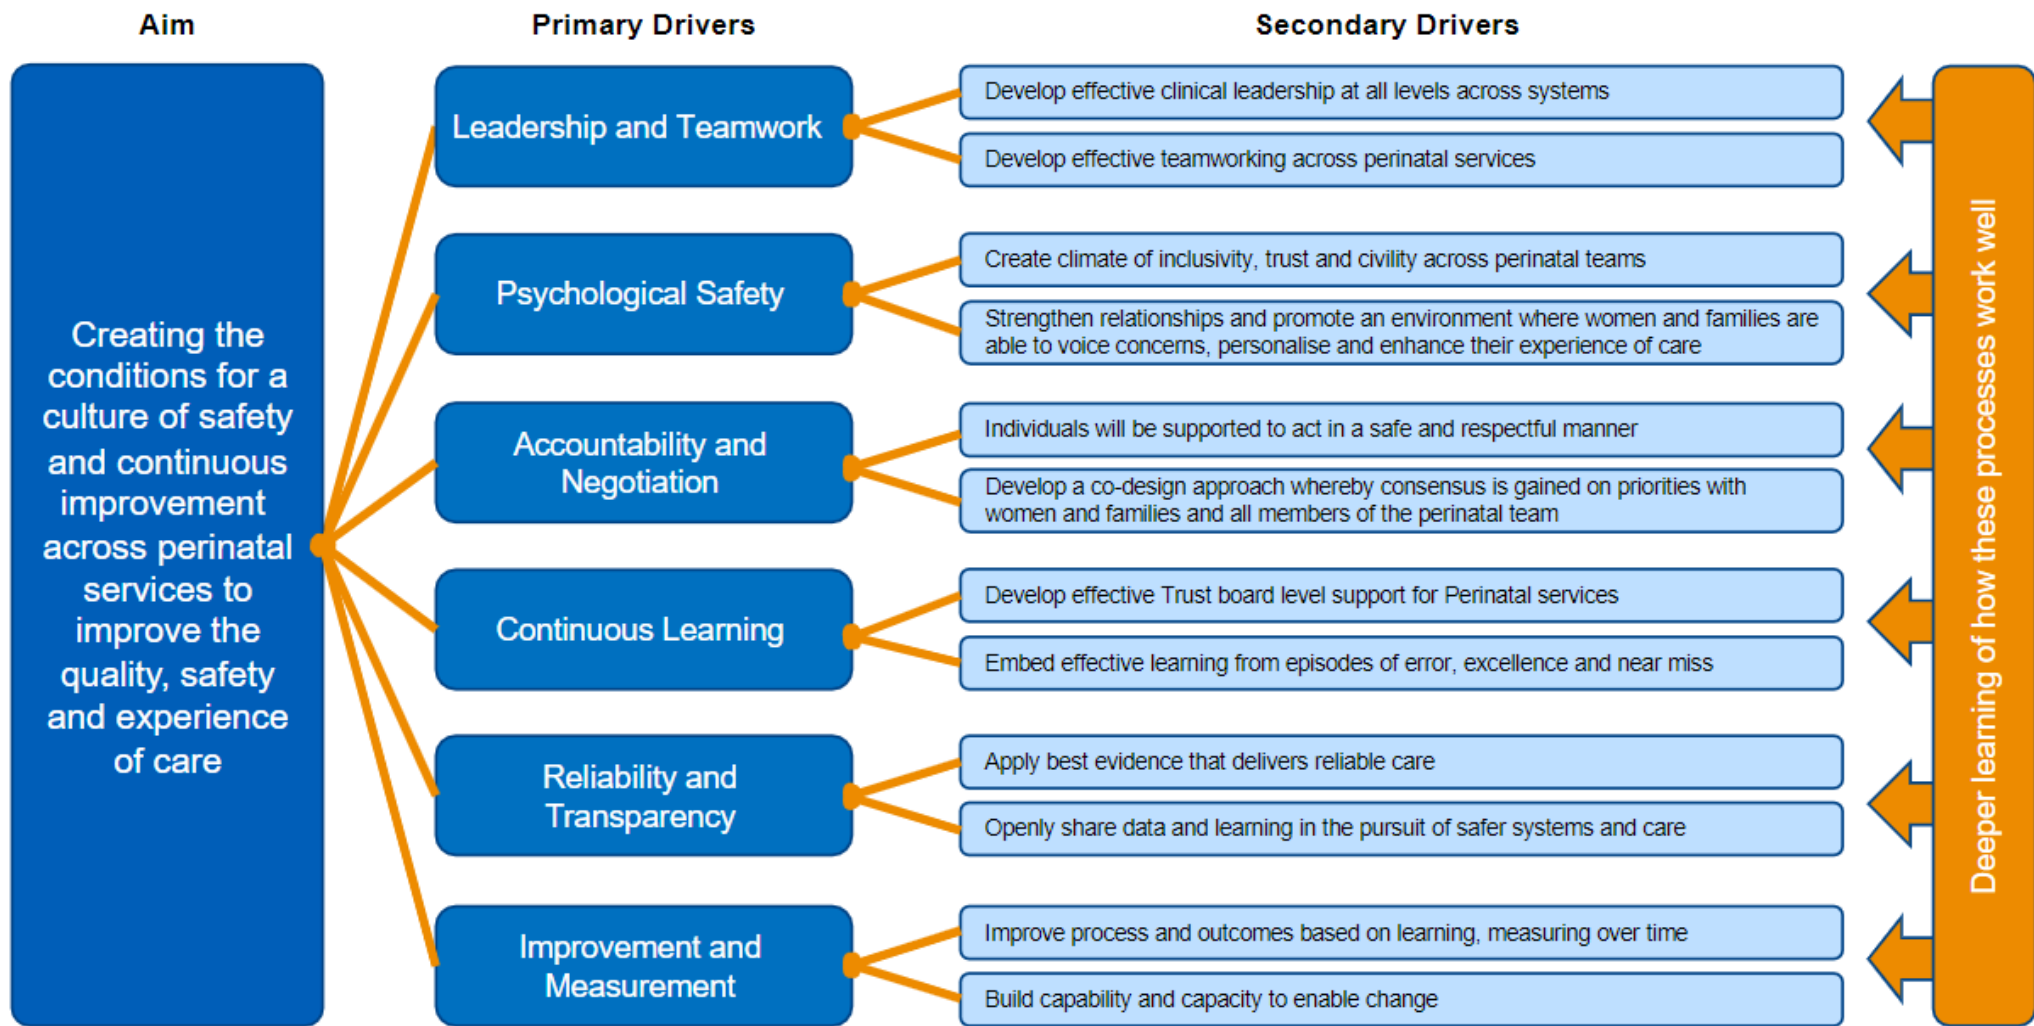 Aim
Primary Drivers
Secondary Drivers
Creating the
conditions for a
culture of safety
and continuous
improvement
across perinatal
services to
improve the
quality, safety
and experience
of care
Leadership and Teamwork
Develop effective clinical leadership at all levels across systems
Develop effective teamworking across perinatal services
Psychological Safety
Create climate of inclusivity, trust and civility across perinatal teams
Strengthen relationships and promote an environment where women and families are
able to voice concerns, personalise and enhance their experience of care
Accountability and
Negotiation
Individuals will be supported to act in a safe and respectful manner
Develop a co-design approach whereby consensus is gained on priorities with
women and families and all members of the perinatal team
Continuous Learning
Develop effective Trust board level support for Perinatal services
Embed effective learning from episodes of error, excellence and near miss
Reliability and
Transparency
Apply best evidence that delivers reliable care
Openly share data and learning in the pursuit of safer systems and care
Improvement and
Measurement
Improve process and outcomes based on learning, measuring over time
Build capability and capacity to enable change
Deeper learning of how these processes work well